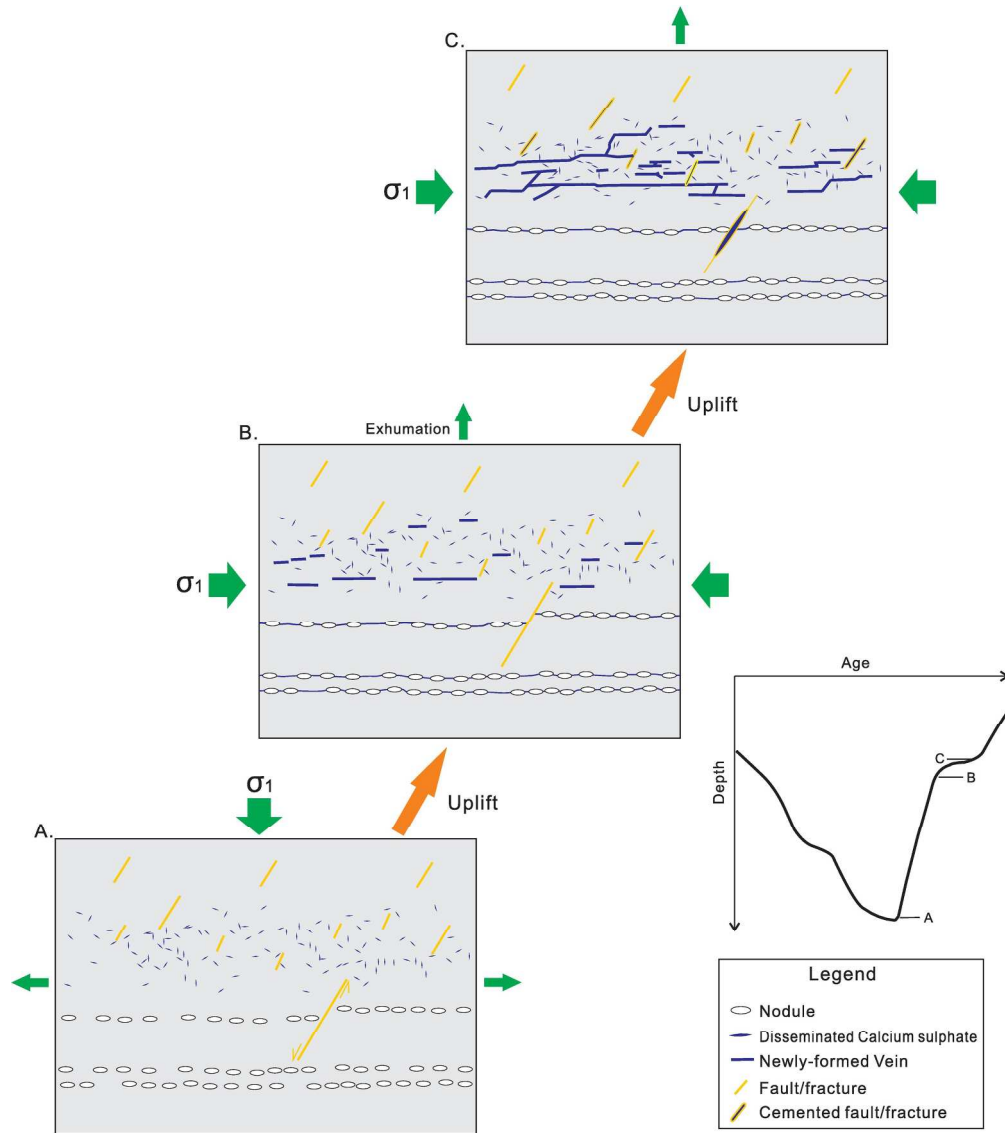 C.
σ1
Uplift
B.
Exhumation
σ1
Uplift
A.
σ1
Age
Depth
C
B
A
Legend
Nodule
Disseminated Calcium sulphate
Newly-formed Vein
Fault/fracture
Cemented fault/fracture